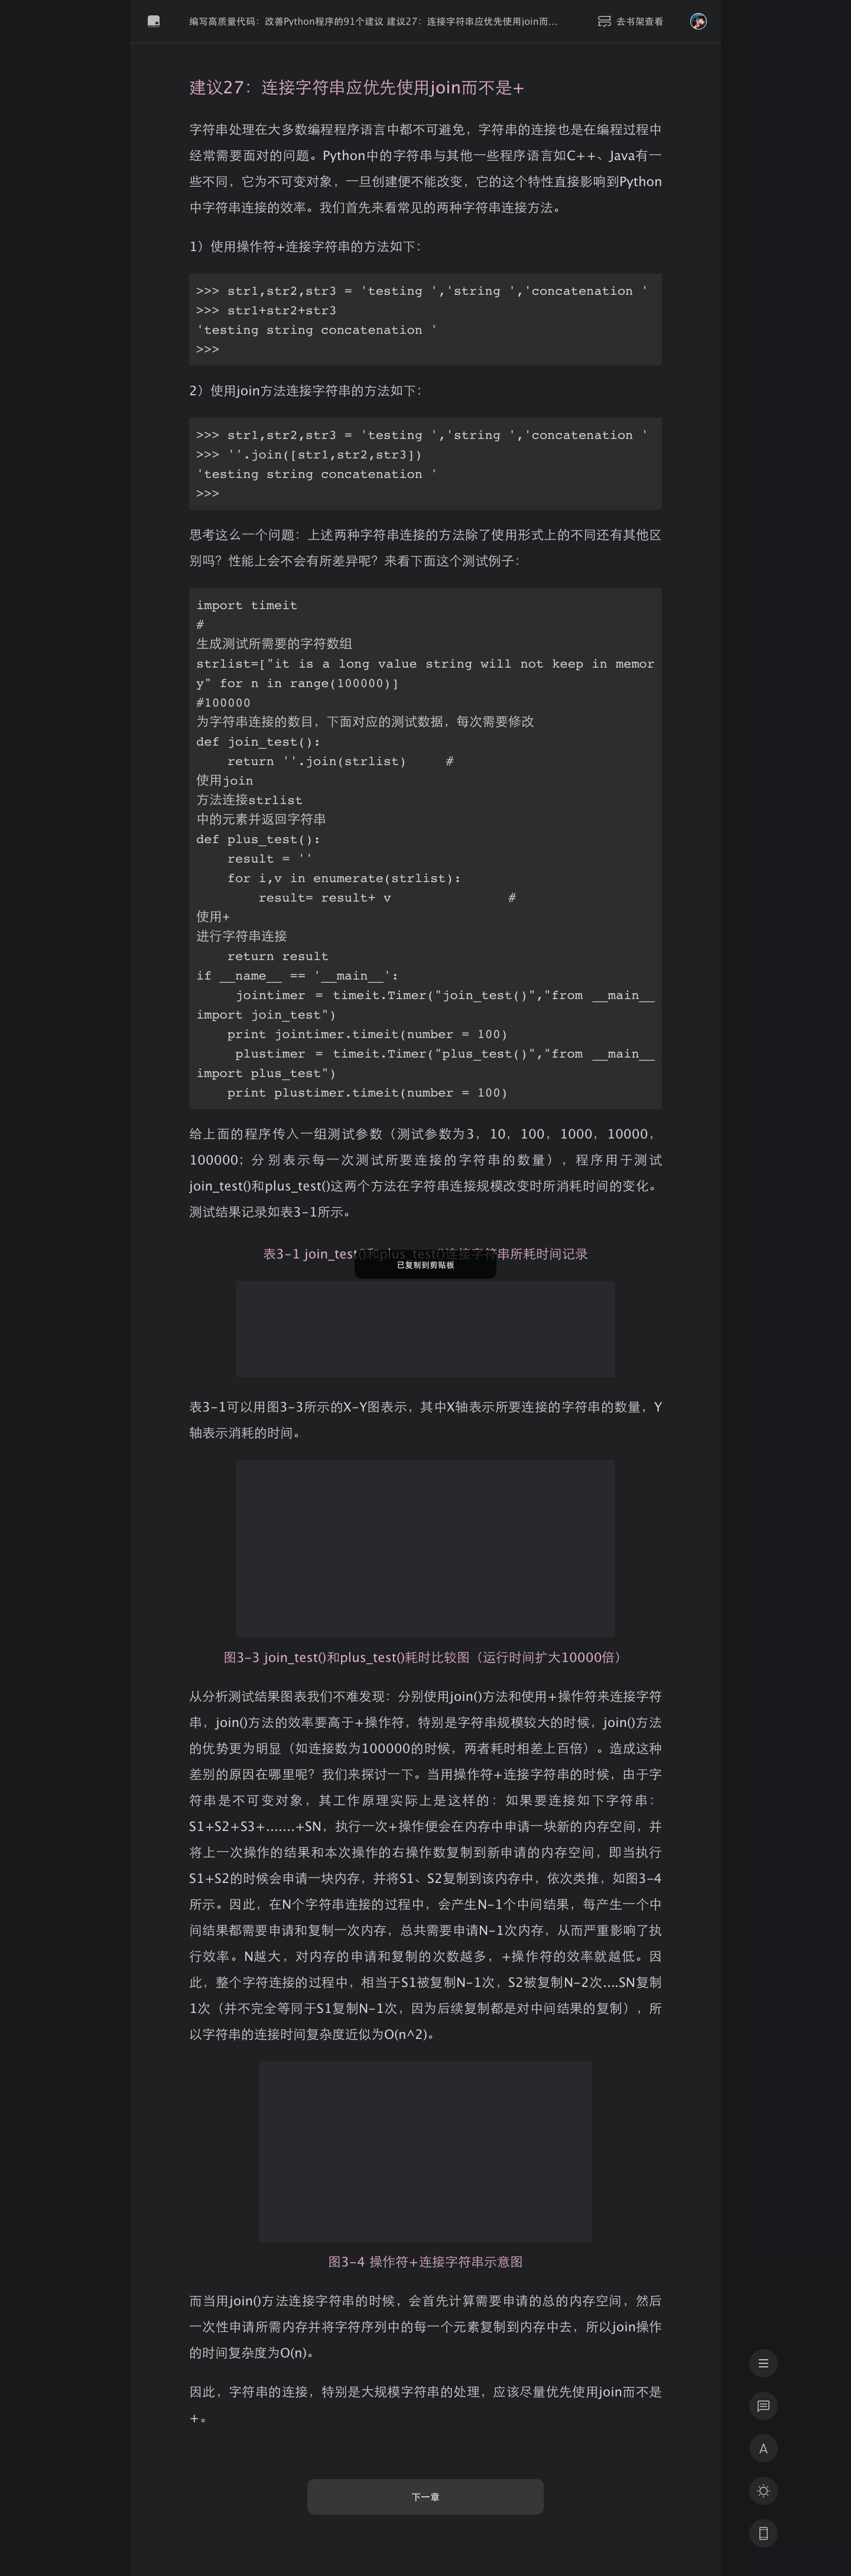 编写高质量代码：改善Python程序的91个建议 建议27：连接字符串应优先使用join而...
去书架查看
建议27：连接字符串应优先使用join而不是+
字符串处理在大多数编程程序语言中都不可避免，字符串的连接也是在编程过程中
经常需要面对的问题。Python中的字符串与其他一些程序语言如C++、Java有一
些不同，它为不可变对象，一旦创建便不能改变，它的这个特性直接影响到Python
中字符串连接的效率。我们首先来看常见的两种字符串连接方法。
1）使用操作符+连接字符串的方法如下：
>>> str1,str2,str3 = 'testing ','string ','concatenation '
>>> str1+str2+str3
'testing string concatenation '
>>>
2）使用join方法连接字符串的方法如下：
>>> str1,str2,str3 = 'testing ','string ','concatenation '
>>> ''.join([str1,str2,str3])
'testing string concatenation '
>>>
思考这么一个问题：上述两种字符串连接的方法除了使用形式上的不同还有其他区
别吗？性能上会不会有所差异呢？来看下面这个测试例子：
import timeit
#
生成测试所需要的字符数组
strlist=["it is a long value string will not keep in memor
y" for n in range(100000)]
#100000
为字符串连接的数目，下面对应的测试数据，每次需要修改
def join_test():
    return ''.join(strlist)     #
使用join
方法连接strlist
中的元素并返回字符串
def plus_test():
    result = ''
    for i,v in enumerate(strlist):
        result= result+ v               #
使用+
进行字符串连接
    return result
if __name__ == '__main__':
    jointimer = timeit.Timer("join_test()","from __main__
import join_test")
    print jointimer.timeit(number = 100)
    plustimer = timeit.Timer("plus_test()","from __main__
import plus_test")
    print plustimer.timeit(number = 100)
给上面的程序传入一组测试参数（测试参数为3，10，100，1000，10000，
100000；分别表示每一次测试所要连接的字符串的数量），程序用于测试
join_test()和plus_test()这两个方法在字符串连接规模改变时所消耗时间的变化。
测试结果记录如表3-1所示。
表3-1 join_test()和plus_test()连接字符串所耗时间记录
已复制到剪贴板
表3-1可以用图3-3所示的X-Y图表示，其中X轴表示所要连接的字符串的数量，Y
轴表示消耗的时间。
图3-3 join_test()和plus_test()耗时比较图（运行时间扩大10000倍）
从分析测试结果图表我们不难发现：分别使用join()方法和使用+操作符来连接字符
串，join()方法的效率要高于+操作符，特别是字符串规模较大的时候，join()方法
的优势更为明显（如连接数为100000的时候，两者耗时相差上百倍）。造成这种
差别的原因在哪里呢？我们来探讨一下。当用操作符+连接字符串的时候，由于字
符串是不可变对象，其工作原理实际上是这样的：如果要连接如下字符串：
S1+S2+S3+.......+SN，执行一次+操作便会在内存中申请一块新的内存空间，并
将上一次操作的结果和本次操作的右操作数复制到新申请的内存空间，即当执行
S1+S2的时候会申请一块内存，并将S1、S2复制到该内存中，依次类推，如图3-4
所示。因此，在N个字符串连接的过程中，会产生N-1个中间结果，每产生一个中
间结果都需要申请和复制一次内存，总共需要申请N-1次内存，从而严重影响了执
行效率。N越大，对内存的申请和复制的次数越多，+操作符的效率就越低。因
此，整个字符连接的过程中，相当于S1被复制N-1次，S2被复制N-2次....SN复制
1次（并不完全等同于S1复制N-1次，因为后续复制都是对中间结果的复制），所
以字符串的连接时间复杂度近似为O(n^2)。
图3-4 操作符+连接字符串示意图
而当用join()方法连接字符串的时候，会首先计算需要申请的总的内存空间，然后
一次性申请所需内存并将字符序列中的每一个元素复制到内存中去，所以join操作
的时间复杂度为O(n)。
因此，字符串的连接，特别是大规模字符串的处理，应该尽量优先使用join而不是
+。
下一章
A